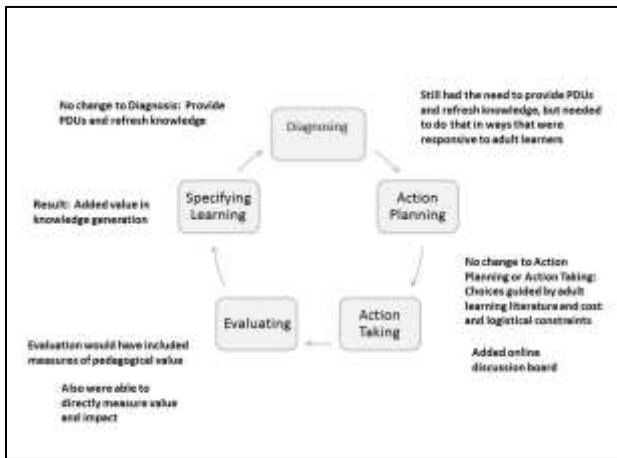 No change to Diagnosis: Provide
PDUs and refresh knowledge
Diagnosing
Still had the need to provide PDUs
and refresh knowledge, but needed
to do that in ways that were
responsive to adult learners
Result: Added value in
knowledge generation
Specifying
Learning
Action
Planning
No change to Action
Planning or Action Taking:
Choices guided by adult
learning literature and cost
and logistical constraints
Added online
discussion board
Evaluating
Action
Taking
Evaluation would have included
measures of pedagogical value
Also were able to
directly measure value
and impact